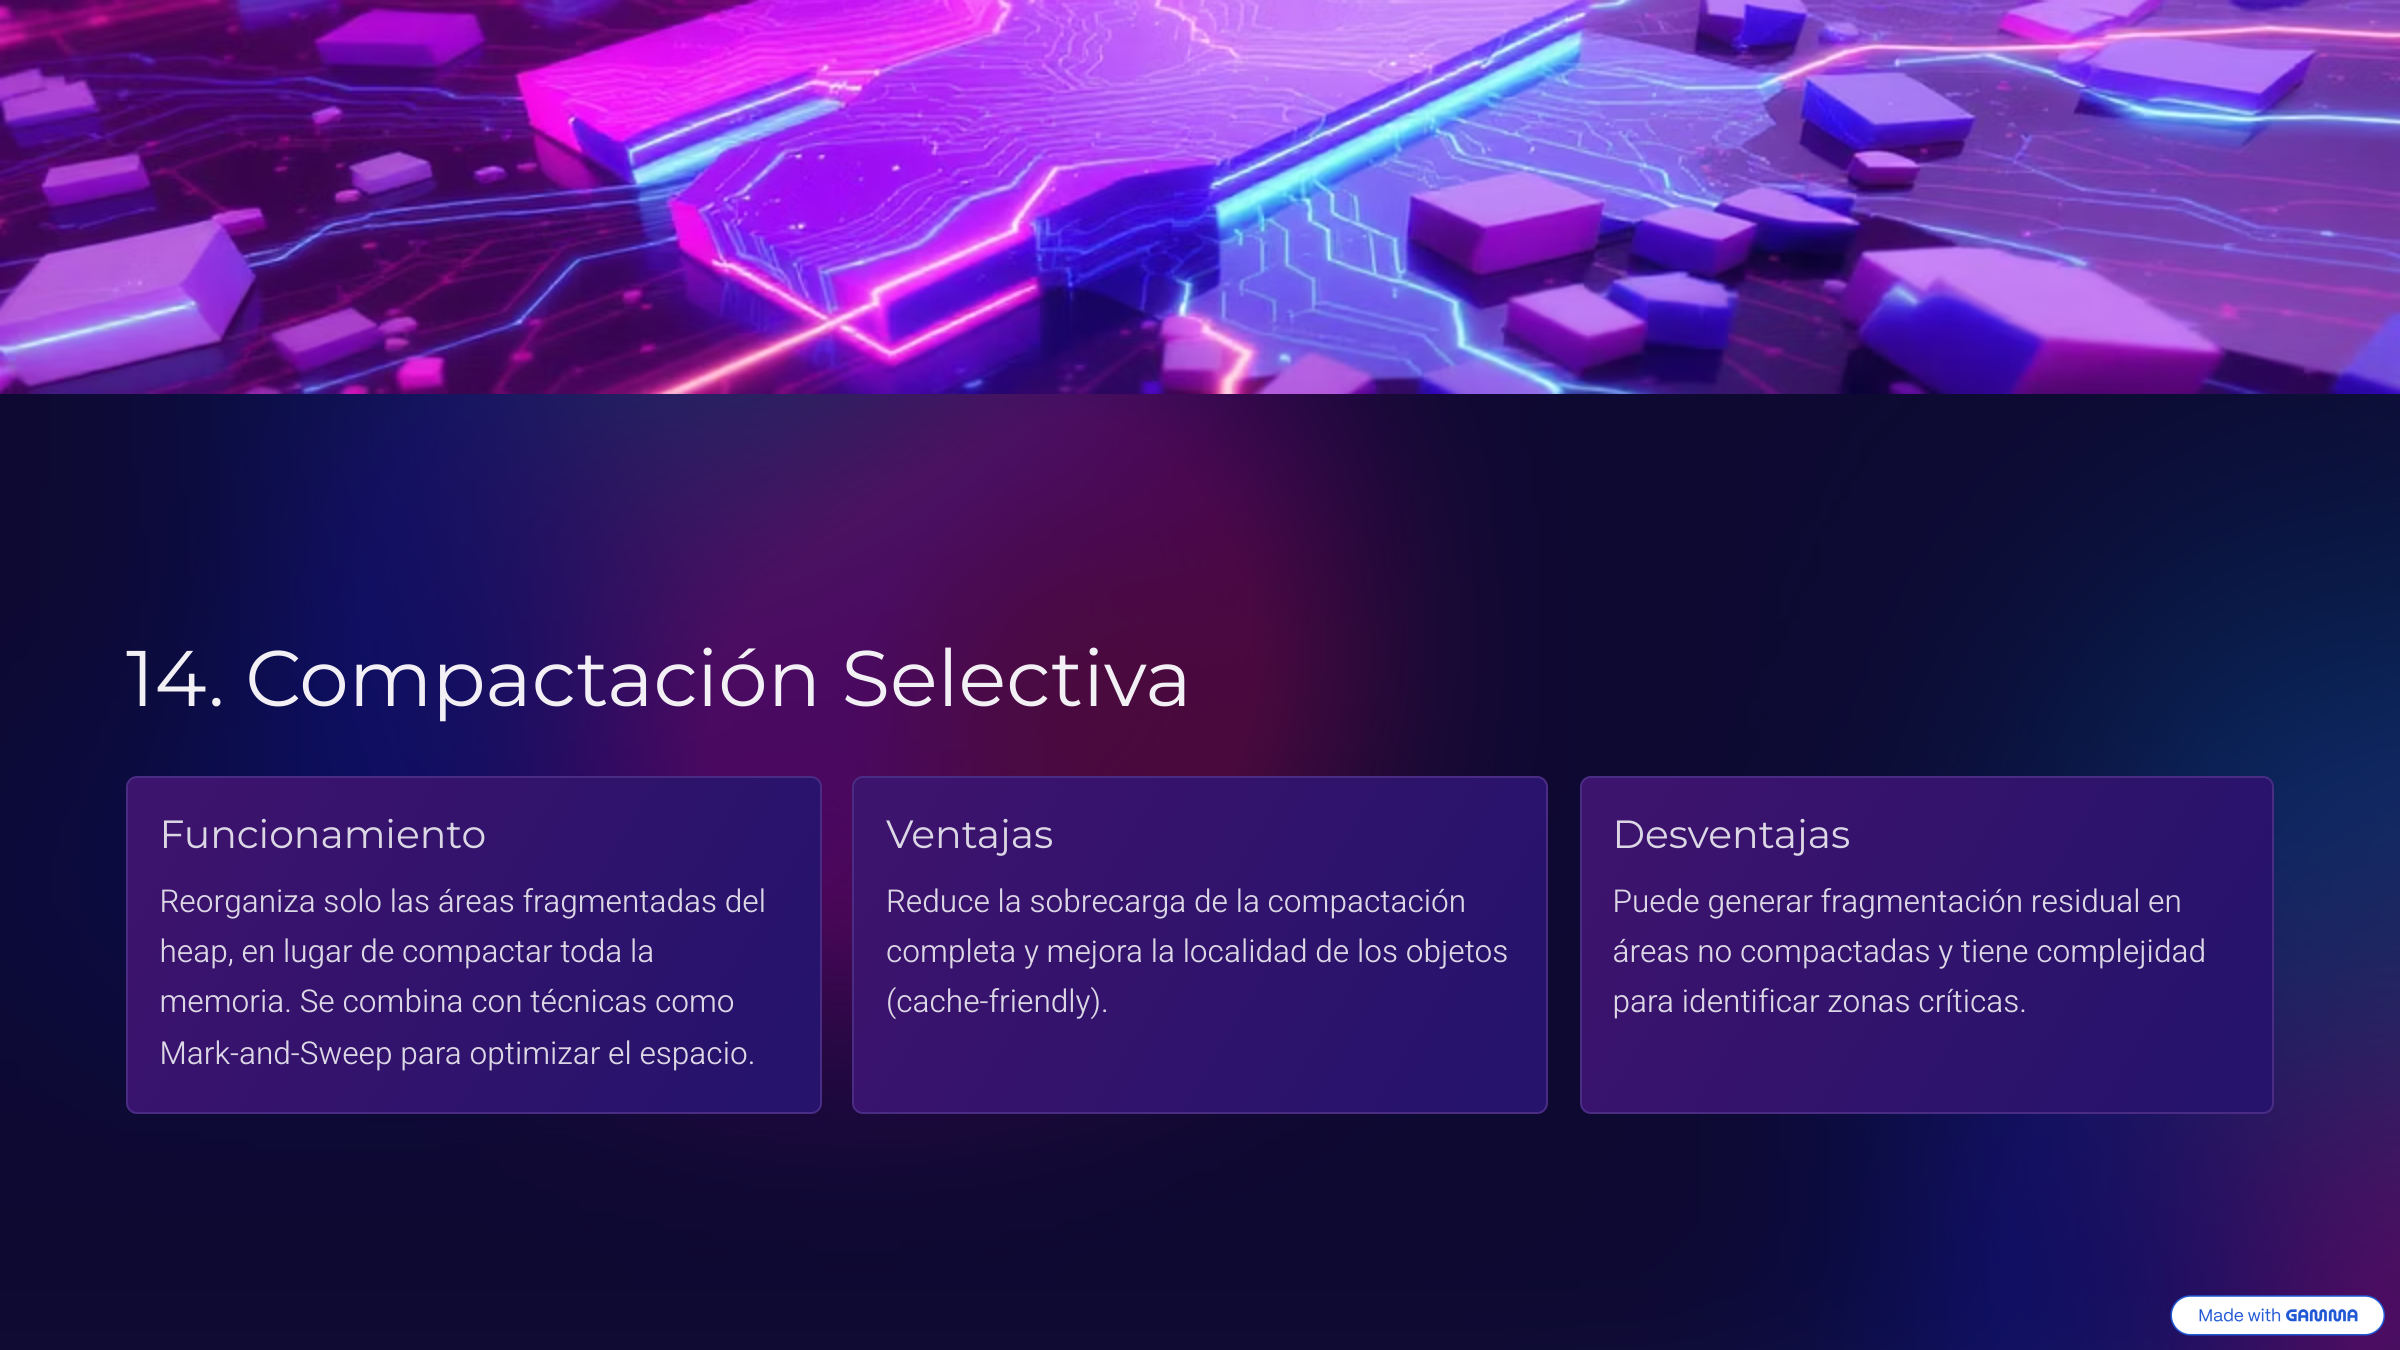 14. Compactación Selectiva
Funcionamiento
Reorganiza solo las áreas fragmentadas del
heap, en lugar de compactar toda la
memoria. Se combina con técnicas como
Mark-and-Sweep para optimizar el espacio.
Ventajas
Reduce la sobrecarga de la compactación
completa y mejora la localidad de los objetos
(cache-friendly).
Desventajas
Puede generar fragmentación residual en
áreas no compactadas y tiene complejidad
para identificar zonas críticas.
Made with GAMMA